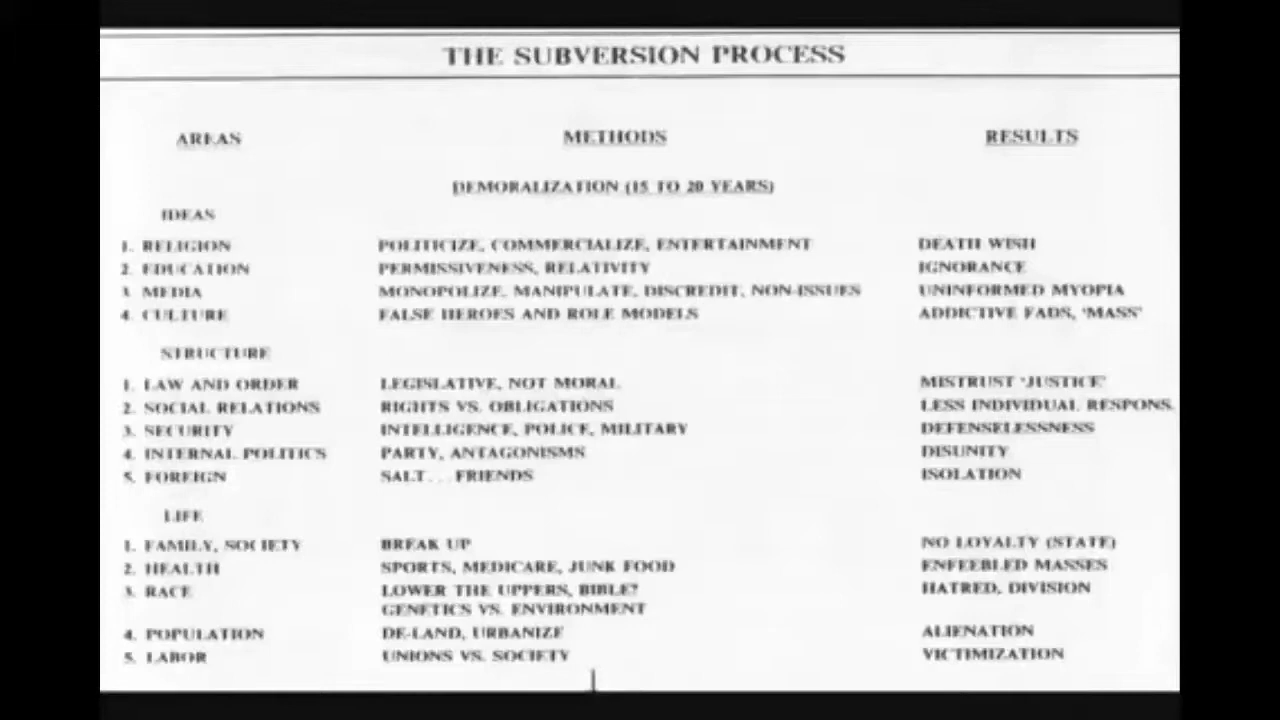 THE SUBVERSION PROCESS
AREAS METHODS RESULTS
DEMORALIZATION (15 TO 20 YEARS)
IDEAS
1. RELIGION POLITICIZE, COMMERCIALIZE, ENTERTAINMENT DEATH WISH
2. EDUCATION PERMISSIVENESS, RELATIVITY IGNORANCE
3. MEDIA MONOPOLIZE, MANIPULATE, DISCREDIT, NON-ISSUES UNINFORMED MYOPIA
4. CULTURE FALSE HEROES AND ROLE MODELS ADDICTIVE FADS, 'MASS'
STRUCTURE
1. LAW AND ORDER LEGISLATIVE, NOT MORAL MISTRUST 'JUSTICE'
2. SOCIAL RELATIONS RIGHTS VS. OBLIGATIONS LESS INDIVIDUAL RESPONS.
3. SECURITY INTELLIGENCE, POLICE, MILITARY DEFENSELESSNESS
4. INTERNAL POLITICS PARTY, ANTAGONISMS DISUNITY
5. FOREIGN SALT . . . FRIENDS ISOLATION
LIFE
1. FAMILY, SOCIETY BREAK UP NO LOYALTY (STATE)
2. HEALTH SPORTS, MEDICARE, JUNK FOOD ENFEEBLED MASSES
3. RACE LOWER THE UPPERS, BIBLE? HATRED, DIVISION
GENETICS VS. ENVIRONMENT
4. POPULATION DE-LAND, URBANIZE ALIENATION
5. LABOR UNIONS VS. SOCIETY VICTIMIZATION